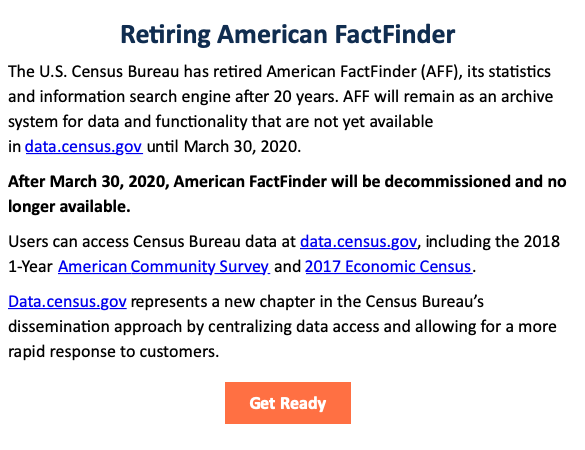 Retiring American FactFinder
The U.S. Census Bureau has retired American FactFinder (AFF), its statistics
and information search engine after 20 years. AFF will remain as an archive
system for data and functionality that are not yet available
in data.census.gov until March 30, 2020.
After March 30, 2020, American FactFinder will be decommissioned and no
longer available.
Users can access Census Bureau data at data.census.gov, including the 2018
1-Year American Community Survey and 2017 Economic Census.
Data.census.gov represents a new chapter in the Census Bureau’s
dissemination approach by centralizing data access and allowing for a more
rapid response to customers.
Get Ready